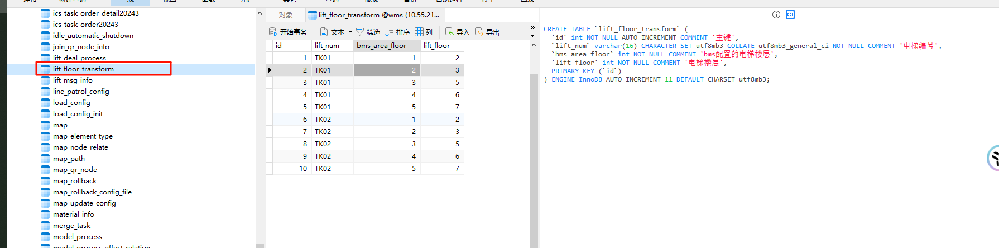 ics_task_order_detail20243
ics_task_order20243
idle_automatic_shutdown
join_qr_node_info
lift_deal_process
lift_floor_transform
lift_msg_info
line_patrol_config
load_config
load_config_init
map
map_element_type
map_node_relate
map_path
map_qr_node
map_rollback
map_rollback_config_file
map_update_config
material_info
merge_task
model_process
model_process_affect_relation
对象 lift_floor_transform @wms (10.55.21...
开始事务 文本 筛选 排序 列 导入 导出 »
id lift_num bms_area_floor lift_floor
1 TK01 1 2
2 TK01 2 3
3 TK01 3 5
4 TK01 4 6
5 TK01 5 7
6 TK02 1 2
7 TK02 2 3
8 TK02 3 5
9 TK02 4 6
10 TK02 5 7
DDL
CREATE TABLE `lift_floor_transform` (
`id` int NOT NULL AUTO_INCREMENT COMMENT '主键',
`lift_num` varchar(16) CHARACTER SET utf8mb3 COLLATE utf8mb3_general_ci NOT NULL COMMENT '电梯编号',
`bms_area_floor` int NOT NULL COMMENT 'bms配置的电梯楼层',
`lift_floor` int NOT NULL COMMENT '电梯楼层',
PRIMARY KEY (`id`)
) ENGINE=InnoDB AUTO_INCREMENT=11 DEFAULT CHARSET=utf8mb3;